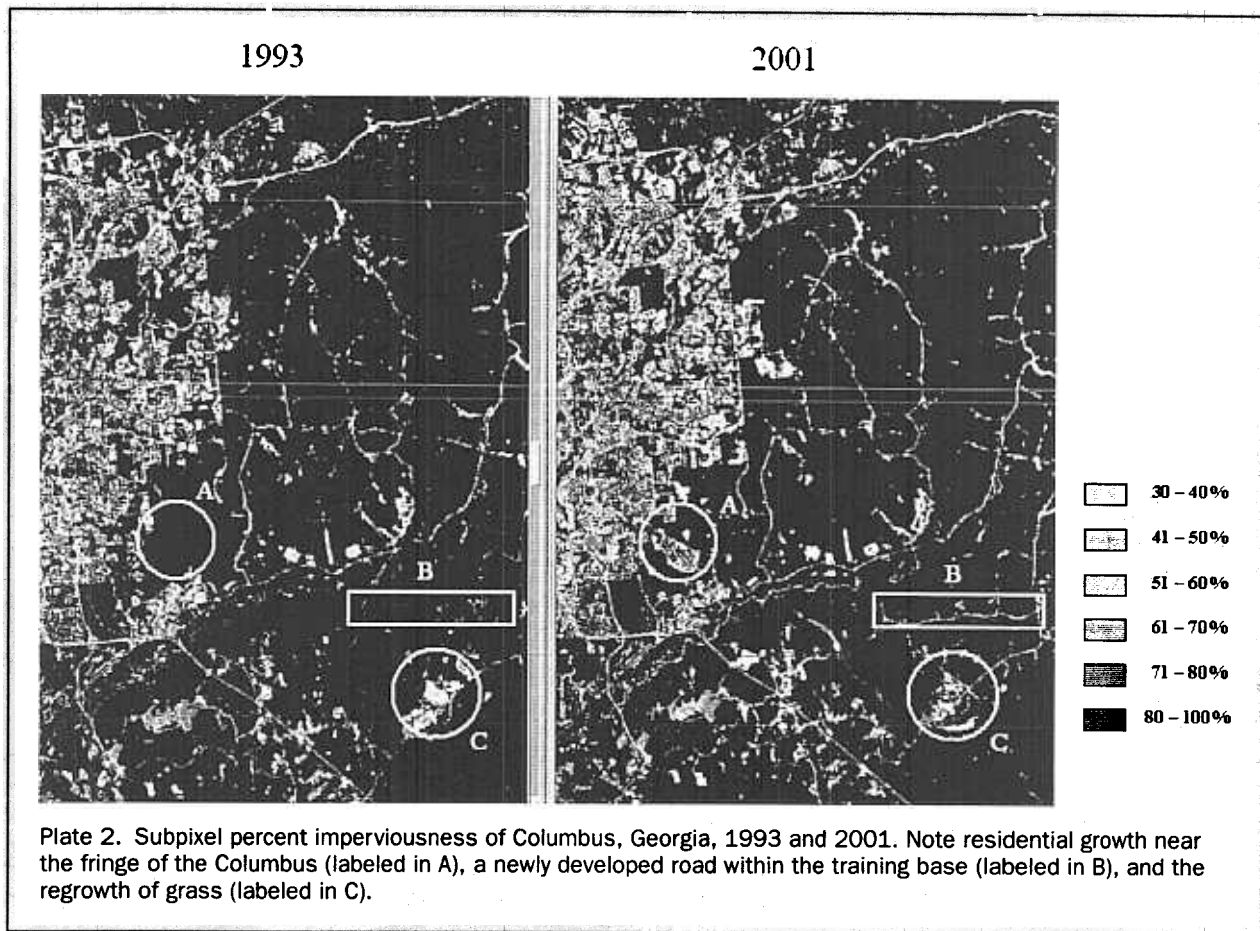 1993
2001
A
B
C
A
B
C
30 – 40%
41 – 50%
51 – 60%
61 – 70%
71 – 80%
80 – 100%
Plate 2. Subpixel percent imperviousness of Columbus, Georgia, 1993 and 2001. Note residential growth near
the fringe of the Columbus (labeled in A), a newly developed road within the training base (labeled in B), and the
regrowth of grass (labeled in C).